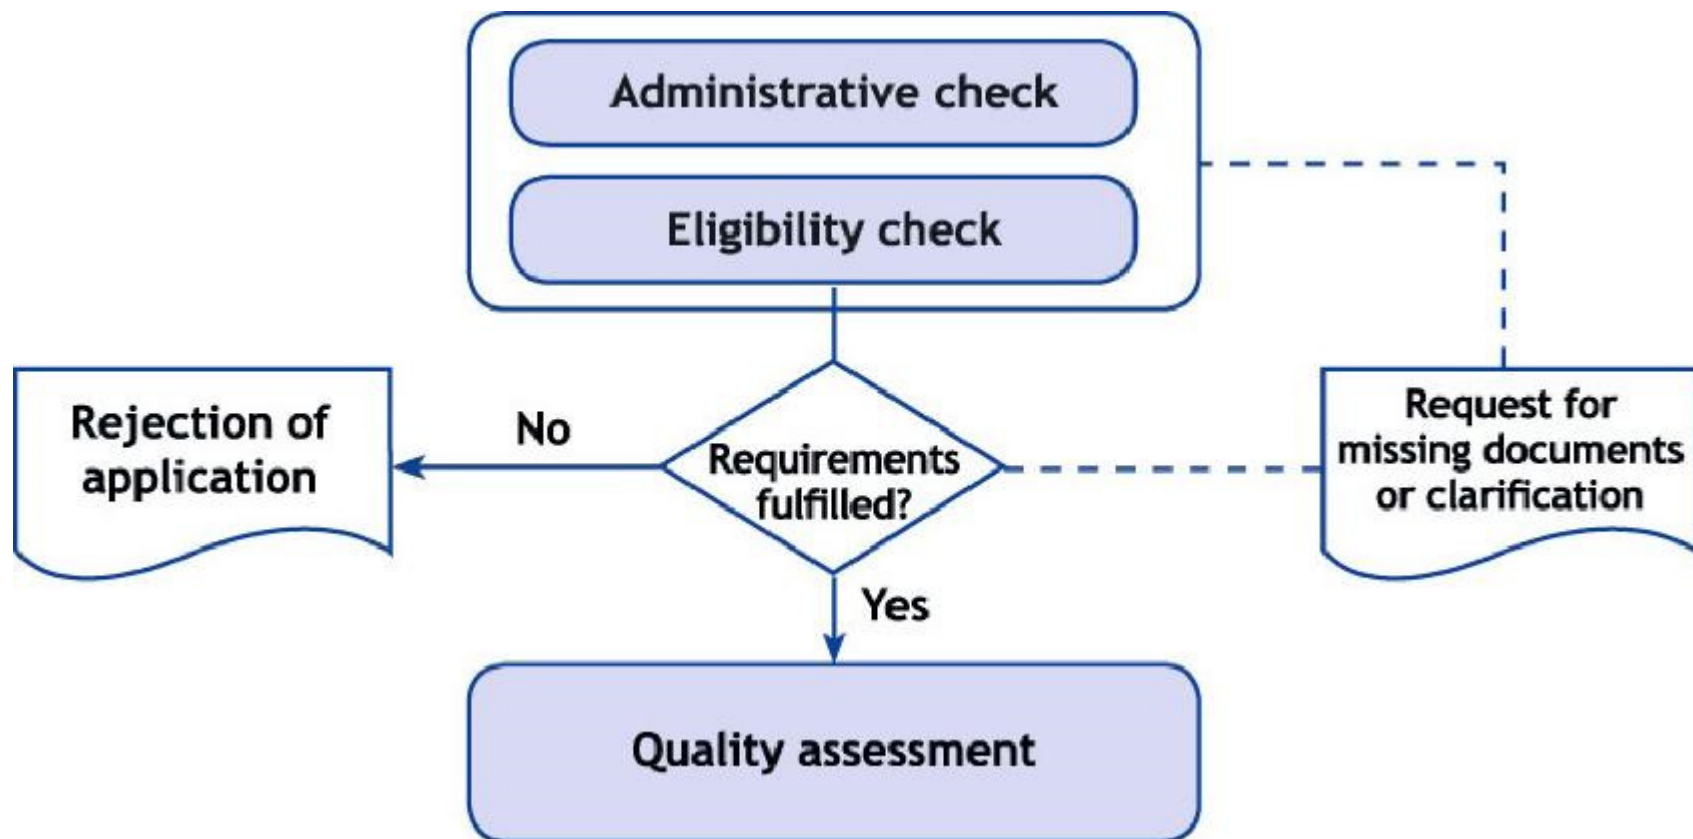 Administrative check
Eligibility check
Rejection of
application
No
Requirements
fulfilled?
Request for
missing documents
or clarification
Yes
Quality assessment